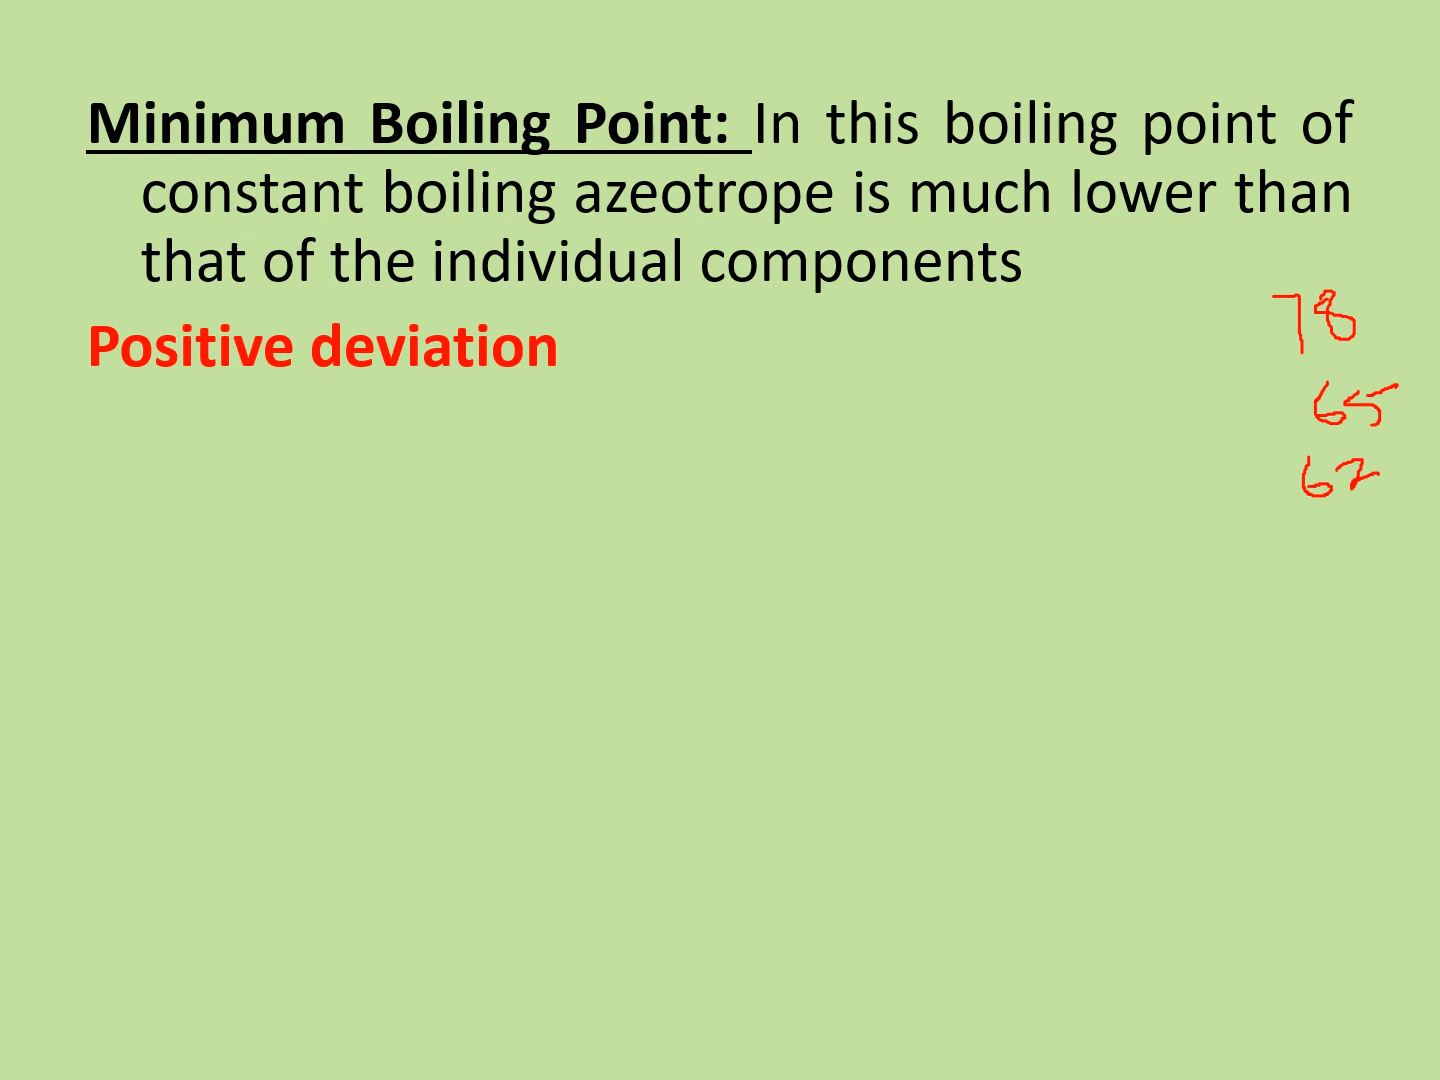 Minimum Boiling Point: In this boiling point of
constant boiling azeotrope is much lower than
that of the individual components
Positive deviation
78
65
62